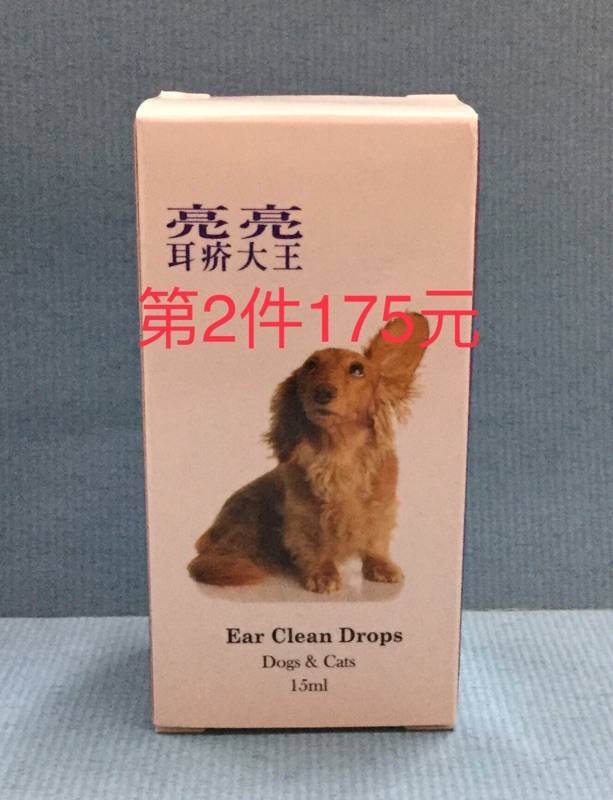 亮亮
耳疥大王
第2件175元
Ear Clean Drops
Dogs & Cats
15ml